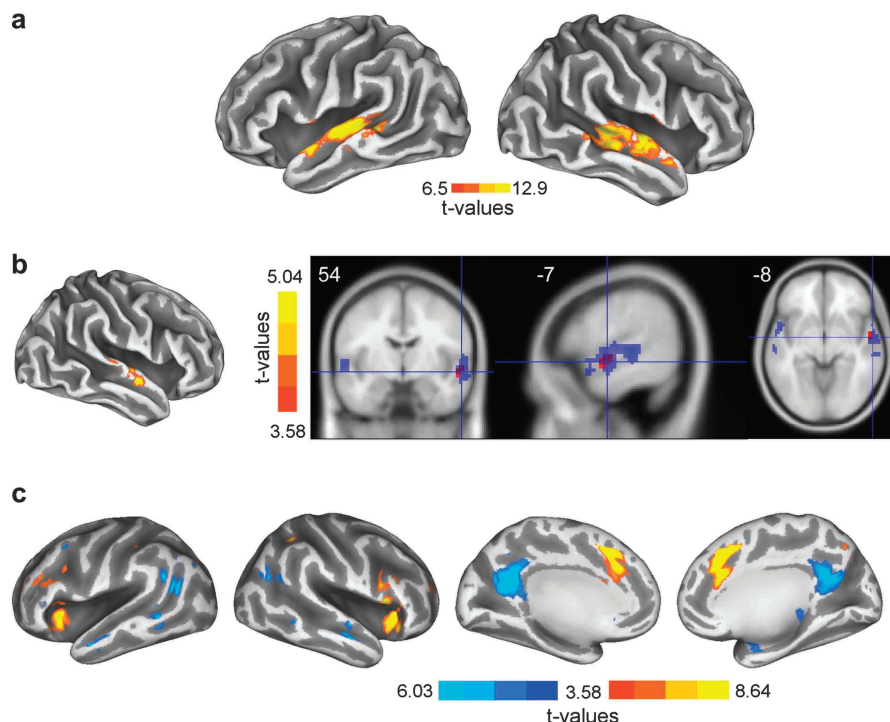 a
6.5 12.9
t-values
b
5.04
t-values
3.58
54
-7
-8
c
6.03 3.58 8.64
t-values